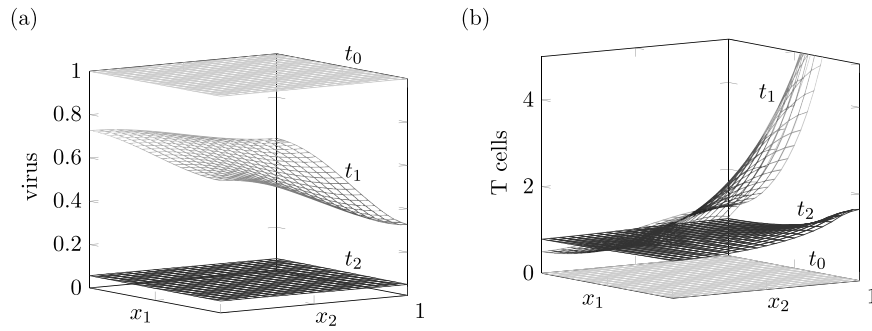 (a)
t₀
1
0.8
0.6
0.4
0.2
0
virus
t₁
t₂
x₁
x₂
1
(b)
4
2
0
T cells
t₁
t₂
t₀
x₁
x₂
1